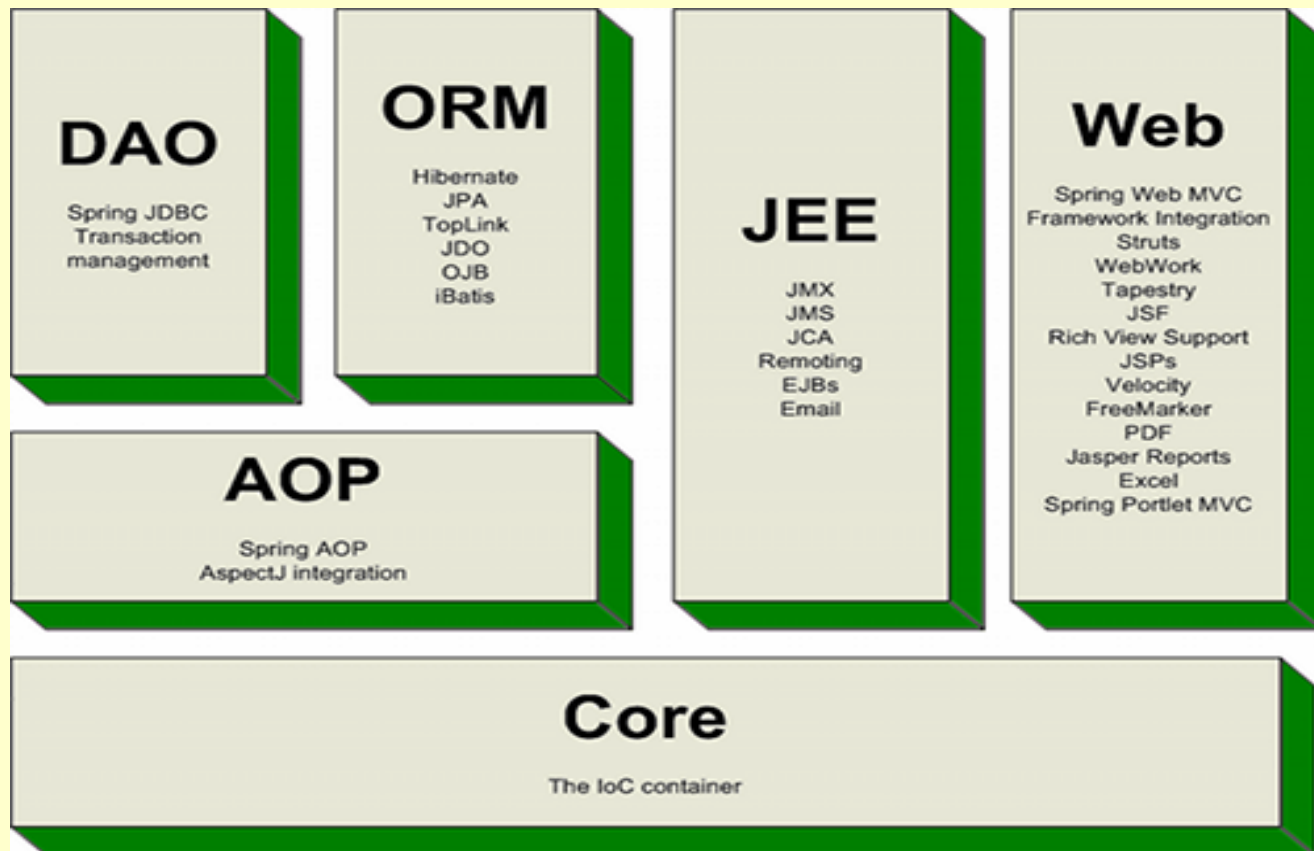 DAO
Spring JDBC
Transaction
management
ORM
Hibernate
JPA
TopLink
JDO
OJB
iBatis
JEE
JMX
JMS
JCA
Remoting
EJBs
Email
Web
Spring Web MVC
Framework Integration
Struts
WebWork
Tapestry
JSF
Rich View Support
JSPs
Velocity
FreeMarker
PDF
Jasper Reports
Excel
Spring Portlet MVC
AOP
Spring AOP
AspectJ integration
Core
The IoC container